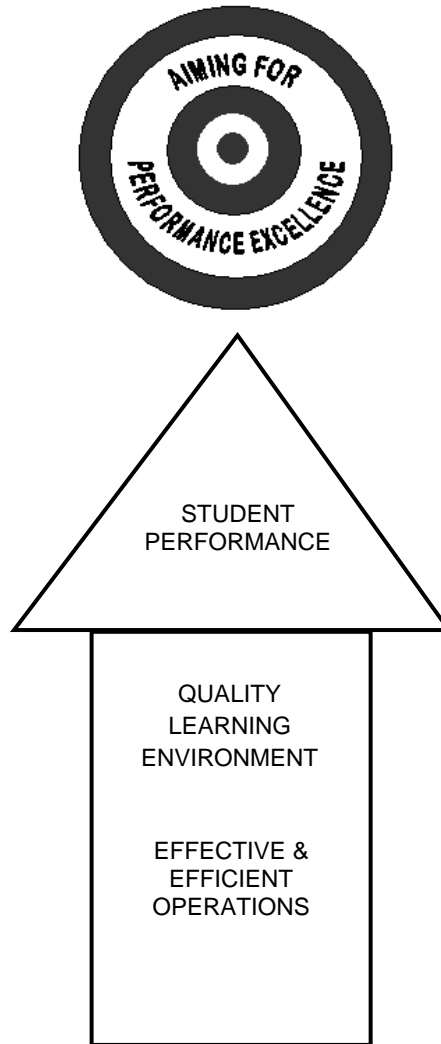 AIMING FOR
PERFORMANCE EXCELLENCE
STUDENT
PERFORMANCE
QUALITY
LEARNING
ENVIRONMENT
EFFECTIVE &
EFFICIENT
OPERATIONS